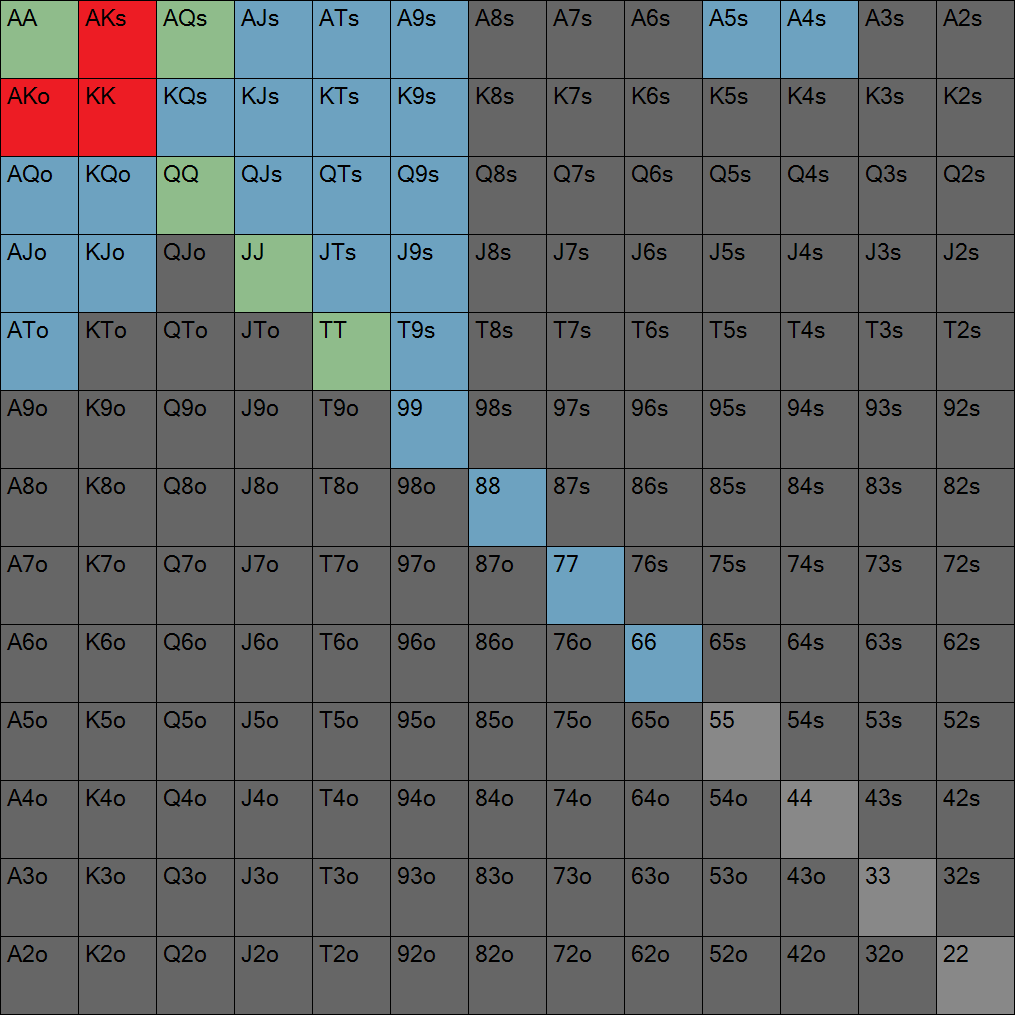 AA AKs AQs AJs ATs A9s A8s A7s A6s A5s A4s A3s A2s
AKo KK KQs KJs KTs K9s K8s K7s K6s K5s K4s K3s K2s
AQo KQo QQ QJs QTs Q9s Q8s Q7s Q6s Q5s Q4s Q3s Q2s
AJo KJo QJo JJ JTs J9s J8s J7s J6s J5s J4s J3s J2s
ATo KTo QTo JTo TT T9s T8s T7s T6s T5s T4s T3s T2s
A9o K9o Q9o J9o T9o 99 98s 97s 96s 95s 94s 93s 92s
A8o K8o Q8o J8o T8o 98o 88 87s 86s 85s 84s 83s 82s
A7o K7o Q7o J7o T7o 97o 87o 77 76s 75s 74s 73s 72s
A6o K6o Q6o J6o T6o 96o 86o 76o 66 65s 64s 63s 62s
A5o K5o Q5o J5o T5o 95o 85o 75o 65o 55 54s 53s 52s
A4o K4o Q4o J4o T4o 94o 84o 74o 64o 54o 44 43s 42s
A3o K3o Q3o J3o T3o 93o 83o 73o 63o 53o 43o 33 32s
A2o K2o Q2o J2o T2o 92o 82o 72o 62o 52o 42o 32o 22